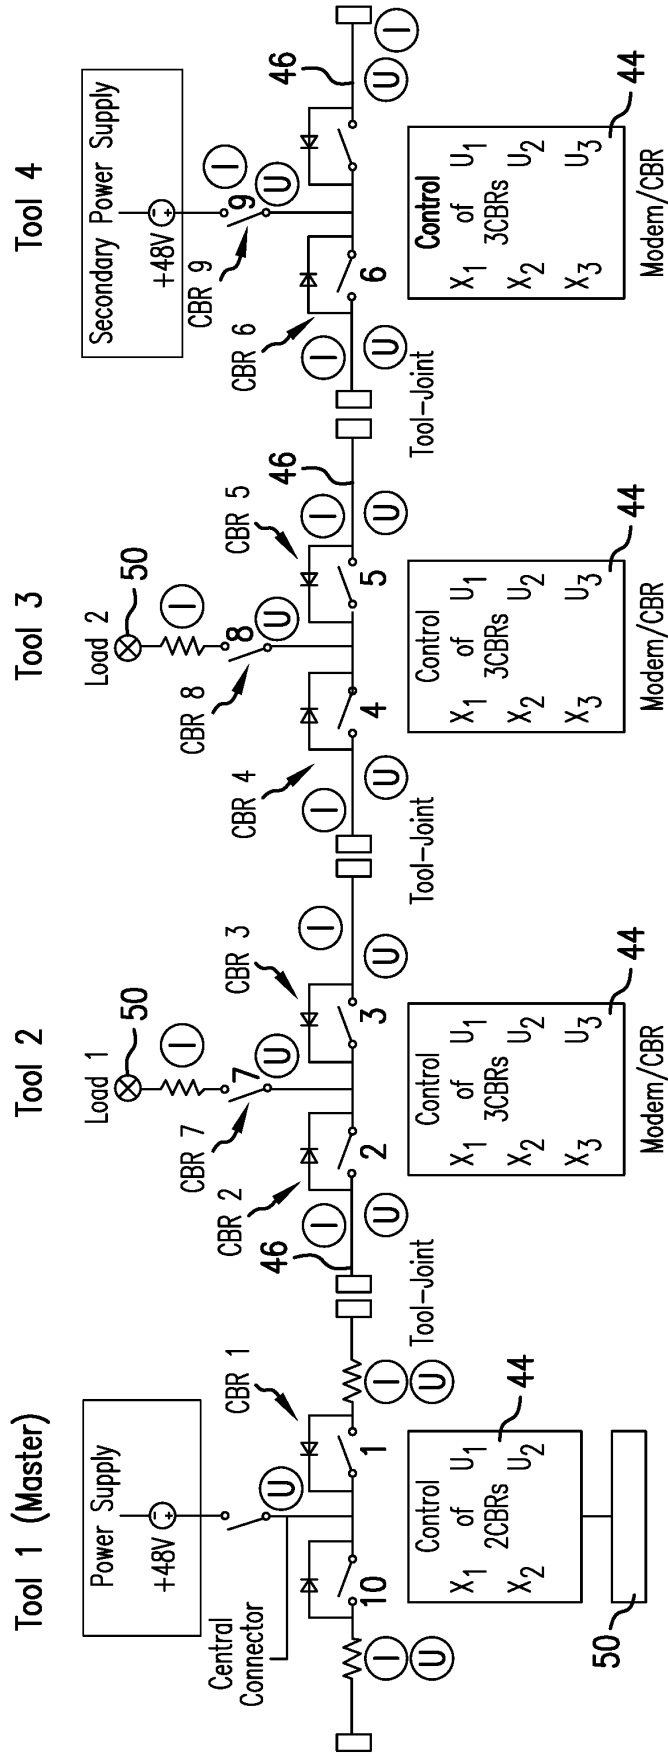 Tool 1 (Master)
Power Supply
+48V
Central
Connector
U
CBR 1
10
1
I
U
I
U
Control
of
2CBRs
X1
X2
U1
U2
44
50
Tool-Joint
Tool 2
Load 1
50
I
7
U
CBR 7
CBR 2
CBR 3
46
I
U
2
3
I
U
Control
of
3CBRs
X1
X2
X3
U1
U2
U3
44
Modem/CBR
Tool-Joint
Tool 3
Load 2
50
I
8
U
CBR 8
CBR 4
CBR 5
46
I
U
4
5
I
U
Control
of
3CBRs
X1
X2
X3
U1
U2
U3
44
Modem/CBR
Tool-Joint
Tool 4
Secondary Power Supply
+48V
I
9
U
CBR 9
CBR 6
46
I
U
6
U
I
Control
of
3CBRs
X1
X2
X3
U1
U2
U3
44
Modem/CBR